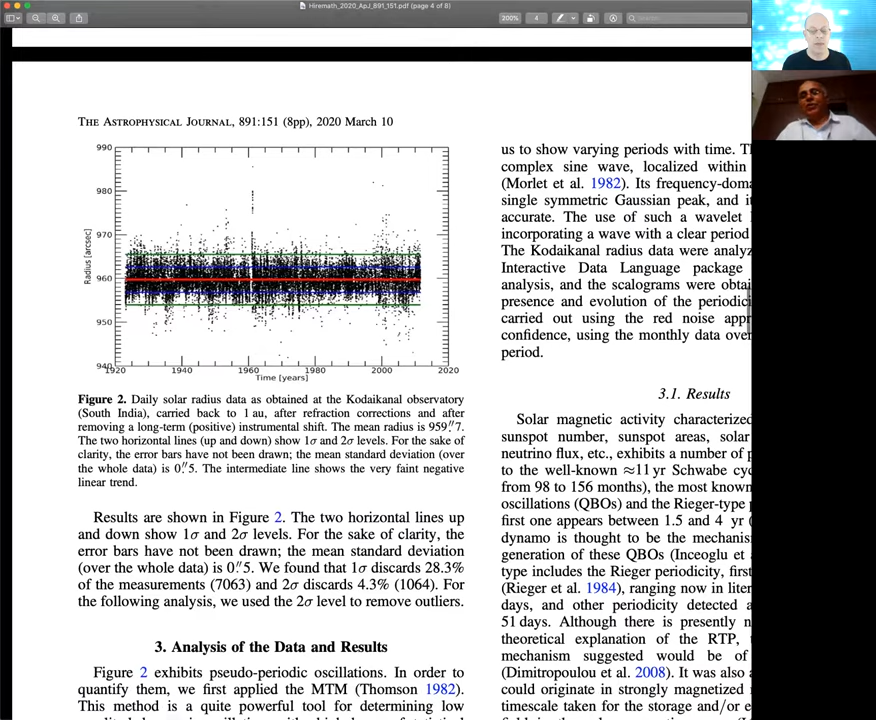 Hiremath_2020_ApJ_891_151.pdf (page 4 of 8)
200%
4
THE ASTROPHYSICAL JOURNAL, 891:151 (8pp), 2020 March 10
990
980
970
960
950
940
1920
1940
1960
1980
2000
2020
Radius [arcsec]
Time [years]
Figure 2. Daily solar radius data as obtained at the Kodaikanal observatory
(South India), carried back to 1 au, after refraction corrections and after
removing a long-term (positive) instrumental shift. The mean radius is 959.″7.
The two horizontal lines (up and down) show 1σ and 2σ levels. For the sake of
clarity, the error bars have not been drawn; the mean standard deviation (over
the whole data) is 0.″5. The intermediate line shows the very faint negative
linear trend.
Results are shown in Figure 2. The two horizontal lines up
and down show 1σ and 2σ levels. For the sake of clarity, the
error bars have not been drawn; the mean standard deviation
(over the whole data) is 0.″5. We found that 1σ discards 28.3%
of the measurements (7063) and 2σ discards 4.3% (1064). For
the following analysis, we used the 2σ level to remove outliers.
3. Analysis of the Data and Results
Figure 2 exhibits pseudo-periodic oscillations. In order to
quantify them, we first applied the MTM (Thomson 1982).
This method is a quite powerful tool for determining low
us to show varying periods with time.
complex sine wave, localized within
(Morlet et al. 1982). Its frequency-doma
single symmetric Gaussian peak, and i
accurate. The use of such a wavelet
incorporating a wave with a clear period
The Kodaikanal radius data were analyz
Interactive Data Language package
analysis, and the scalograms were obtai
presence and evolution of the periodici
carried out using the red noise appr
confidence, using the monthly data over
period.
3.1. Results
Solar magnetic activity characterized
sunspot number, sunspot areas, solar
neutrino flux, etc., exhibits a number of p
to the well-known ≈11 yr Schwabe cyc
from 98 to 156 months), the most known
oscillations (QBOs) and the Rieger-type
first one appears between 1.5 and 4 yr (
dynamo is thought to be the mechanis
generation of these QBOs (Inceoglu et
type includes the Rieger periodicity, first
(Rieger et al. 1984), ranging now in liter
days, and other periodicity detected a
51 days. Although there is presently n
theoretical explanation of the RTP,
mechanism suggested would be of
(Dimitropoulou et al. 2008). It was also
could originate in strongly magnetized
timescale taken for the storage and/or e